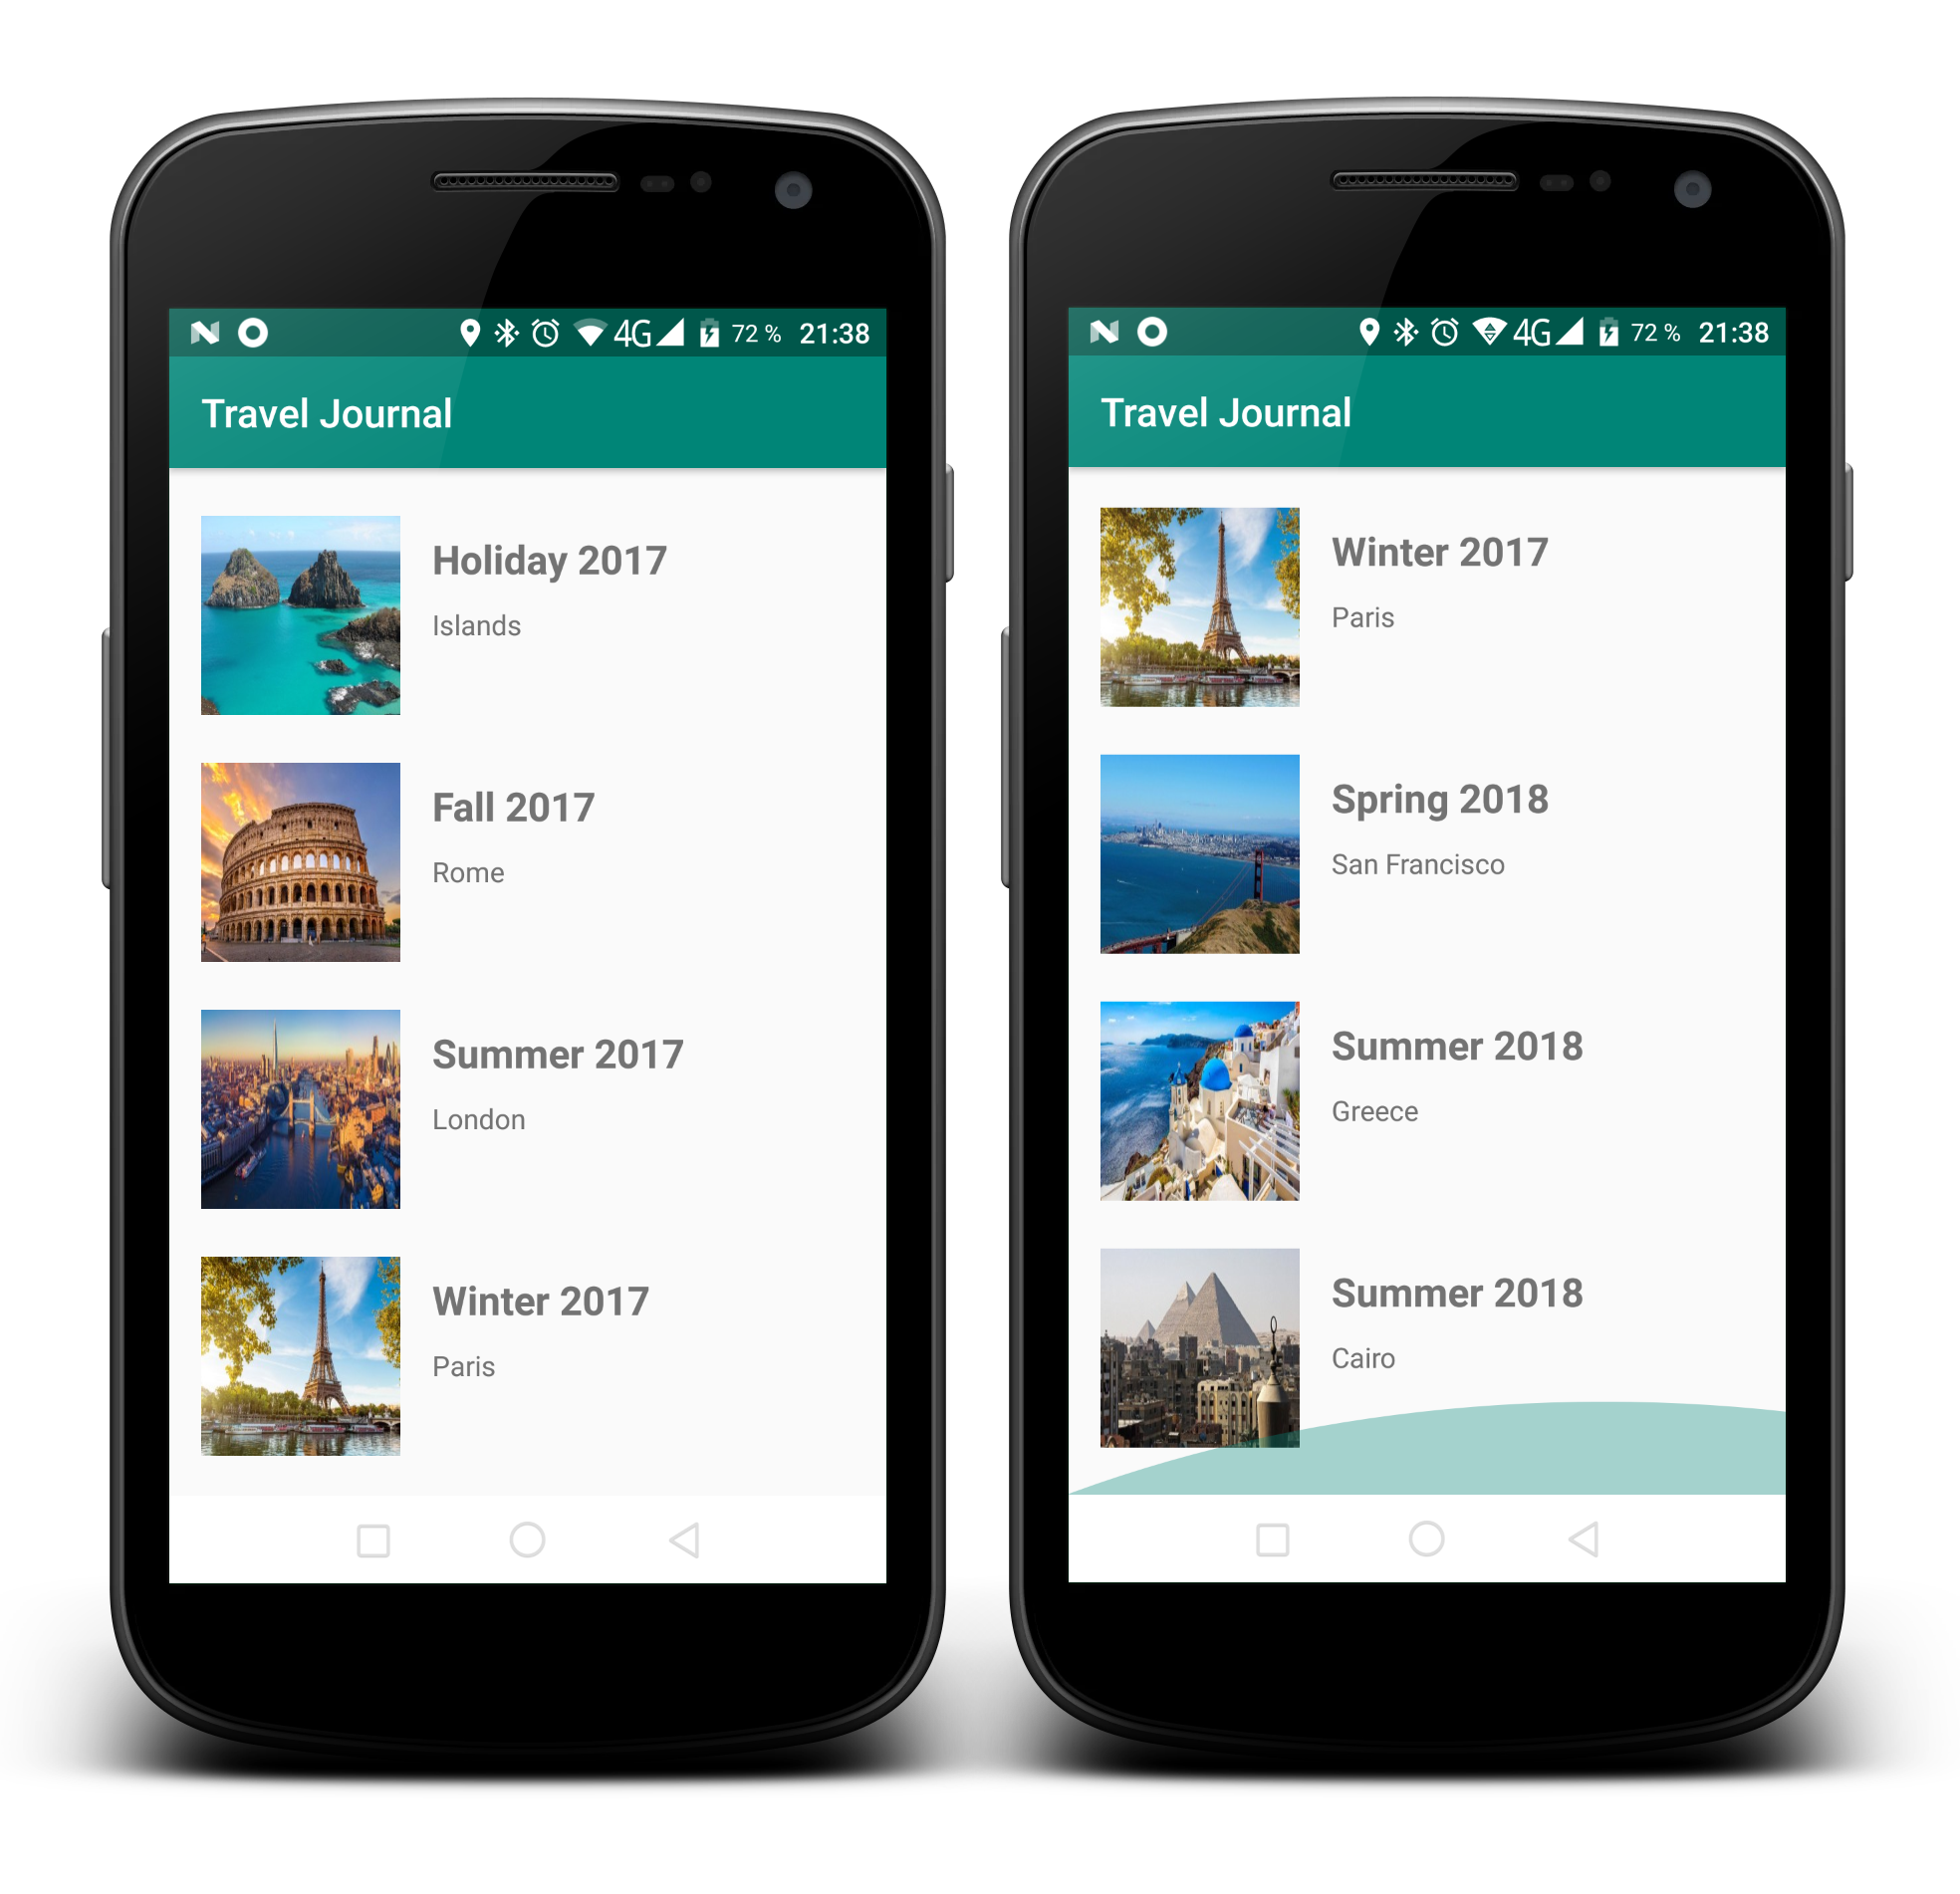 4G 72 % 21:38
Travel Journal
Holiday 2017
Islands
Fall 2017
Rome
Summer 2017
London
Winter 2017
Paris
4G 72 % 21:38
Travel Journal
Winter 2017
Paris
Spring 2018
San Francisco
Summer 2018
Greece
Summer 2018
Cairo